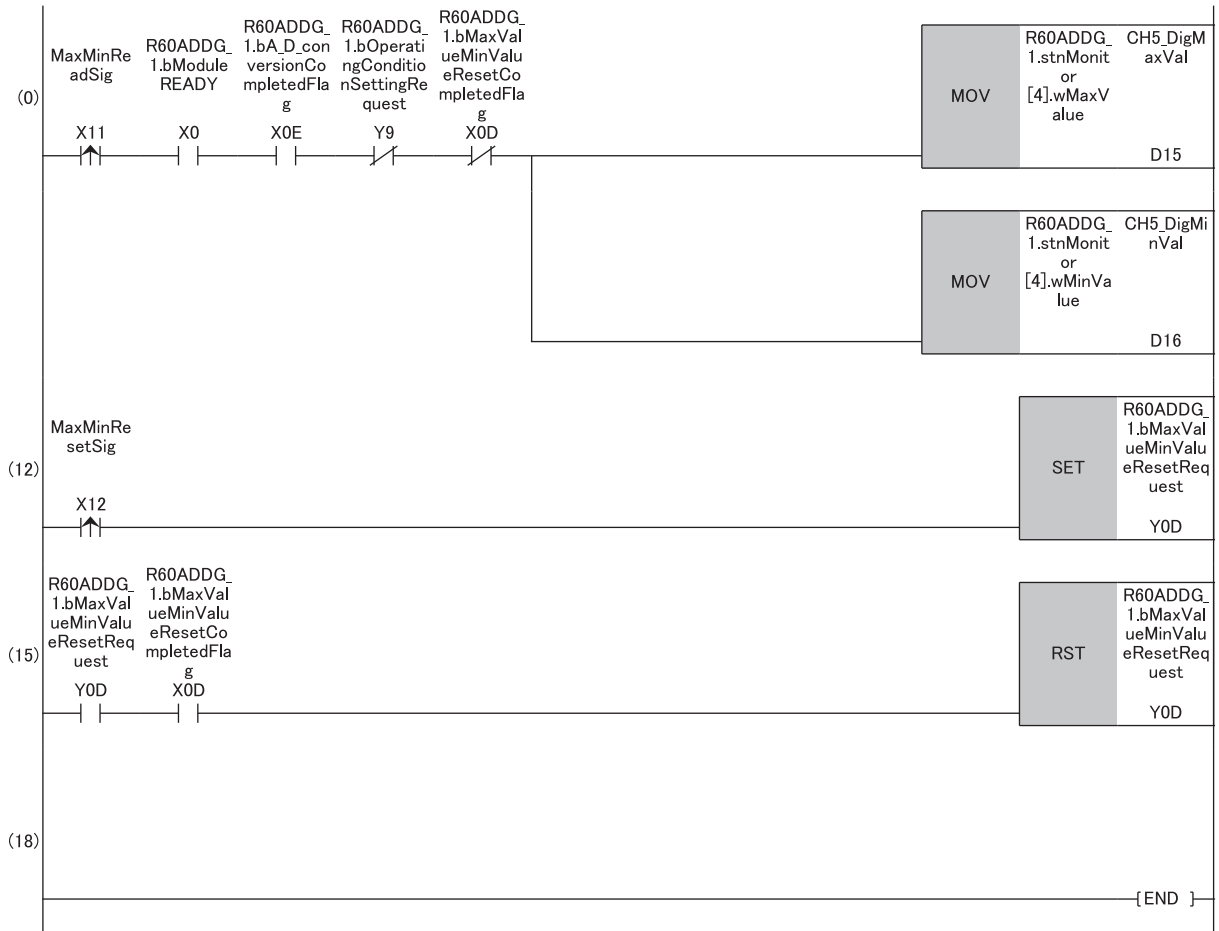 (0)
MaxMinRe
adSig
X11
R60ADDG_
1.bModule
READY
X0
R60ADDG_
1.bA_D_con
versionCo
mpletedFla
g
X0E
R60ADDG_
1.bOperati
ngConditio
nSettingRe
quest
Y9
R60ADDG_
1.bMaxVal
ueMinValu
eResetCo
mpletedFla
g
X0D
MOV
R60ADDG_
1.stnMonit
or
[4].wMaxV
alue
CH5_DigM
axVal
D15
MOV
R60ADDG_
1.stnMonit
or
[4].wMinVa
lue
CH5_DigMi
nVal
D16
(12)
MaxMinRe
setSig
X12
SET
R60ADDG_
1.bMaxVal
ueMinValu
eResetReq
uest
Y0D
(15)
R60ADDG_
1.bMaxVal
ueMinValu
eResetReq
uest
Y0D
R60ADDG_
1.bMaxVal
ueMinValu
eResetCo
mpletedFla
g
X0D
RST
R60ADDG_
1.bMaxVal
ueMinValu
eResetReq
uest
Y0D
(18)
[END ]